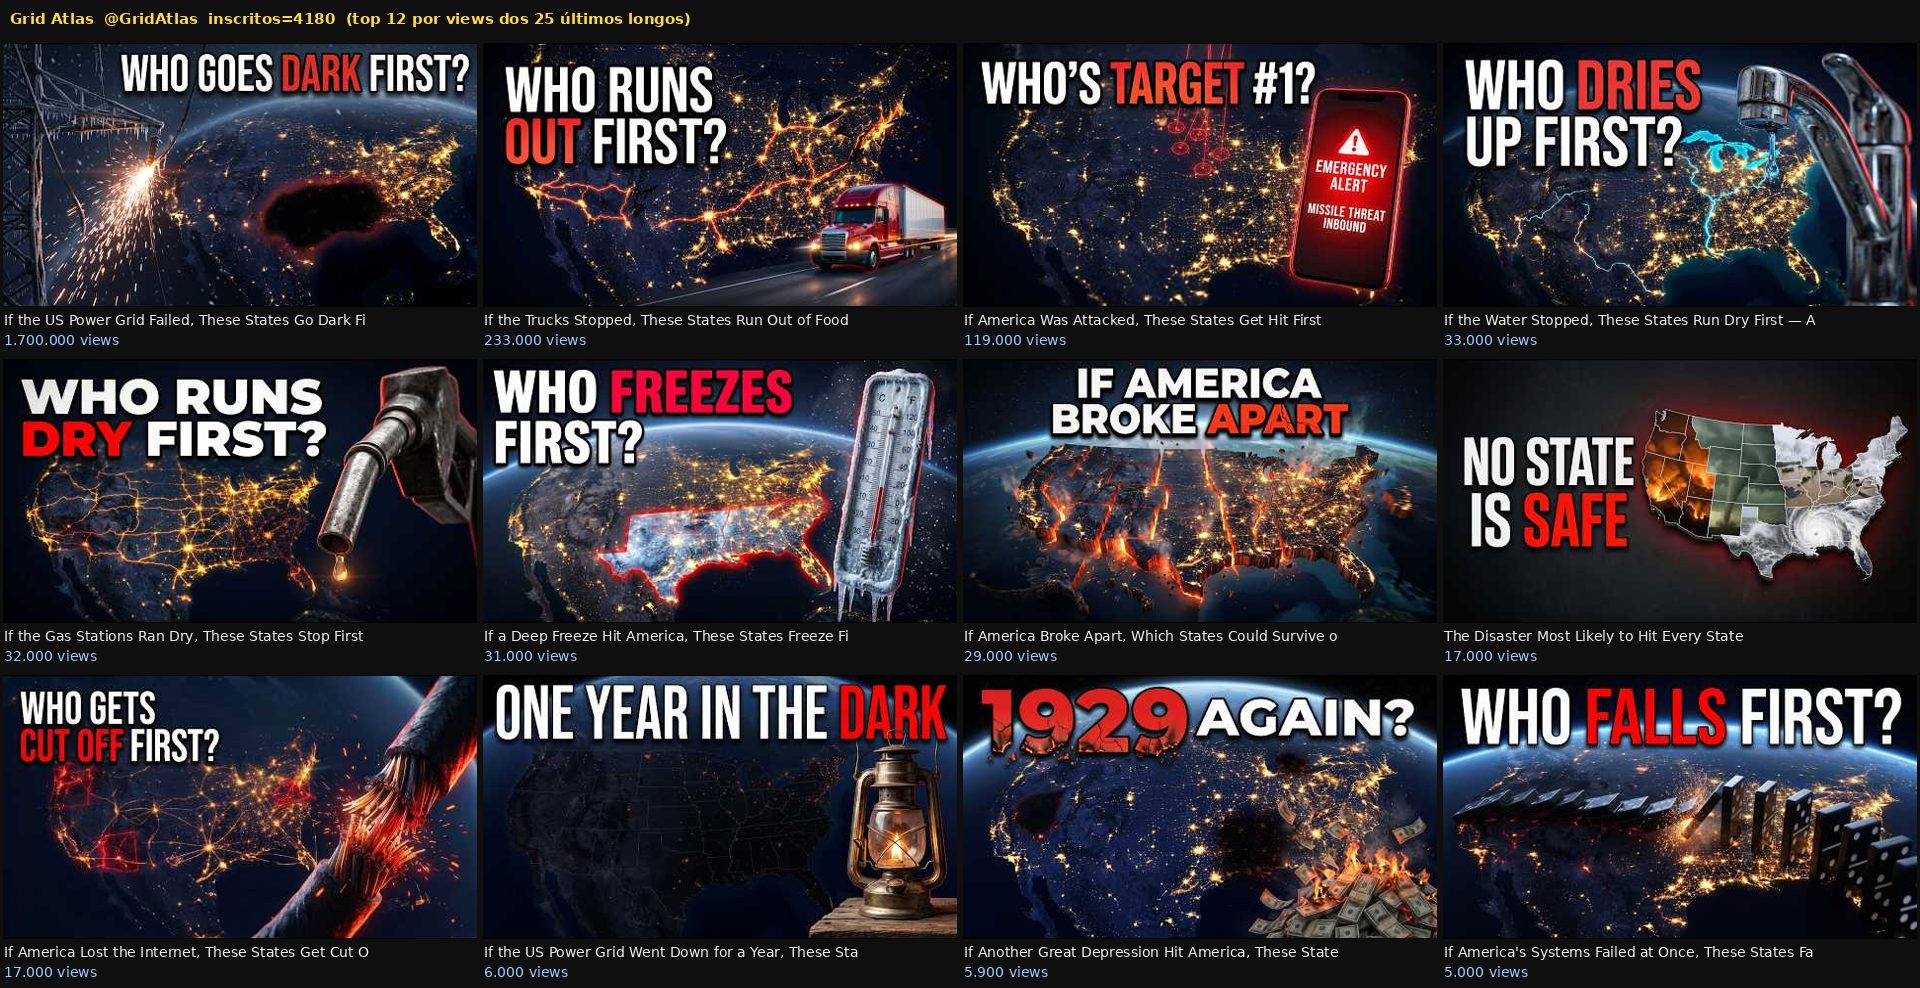 Grid Atlas  @GridAtlas  inscritos=4180  (top 12 por views dos 25 últimos longos)
WHO GOES DARK FIRST?
If the US Power Grid Failed, These States Go Dark Fi
1.700.000 views
WHO RUNS
OUT FIRST?
If the Trucks Stopped, These States Run Out of Food
233.000 views
WHO'S TARGET #1?
EMERGENCY
ALERT
MISSILE THREAT
INBOUND
If America Was Attacked, These States Get Hit First
119.000 views
WHO DRIES
UP FIRST?
If the Water Stopped, These States Run Dry First — A
33.000 views
WHO RUNS
DRY FIRST?
If the Gas Stations Ran Dry, These States Stop First
32.000 views
WHO FREEZES
FIRST?
°C °F
If a Deep Freeze Hit America, These States Freeze Fi
31.000 views
IF AMERICA
BROKE APART
If America Broke Apart, Which States Could Survive o
29.000 views
NO STATE
IS SAFE
The Disaster Most Likely to Hit Every State
17.000 views
WHO GETS
CUT OFF FIRST?
If America Lost the Internet, These States Get Cut O
17.000 views
ONE YEAR IN THE DARK
If the US Power Grid Went Down for a Year, These Sta
6.000 views
1929 AGAIN?
If Another Great Depression Hit America, These State
5.900 views
WHO FALLS FIRST?
If America's Systems Failed at Once, These States Fa
5.000 views